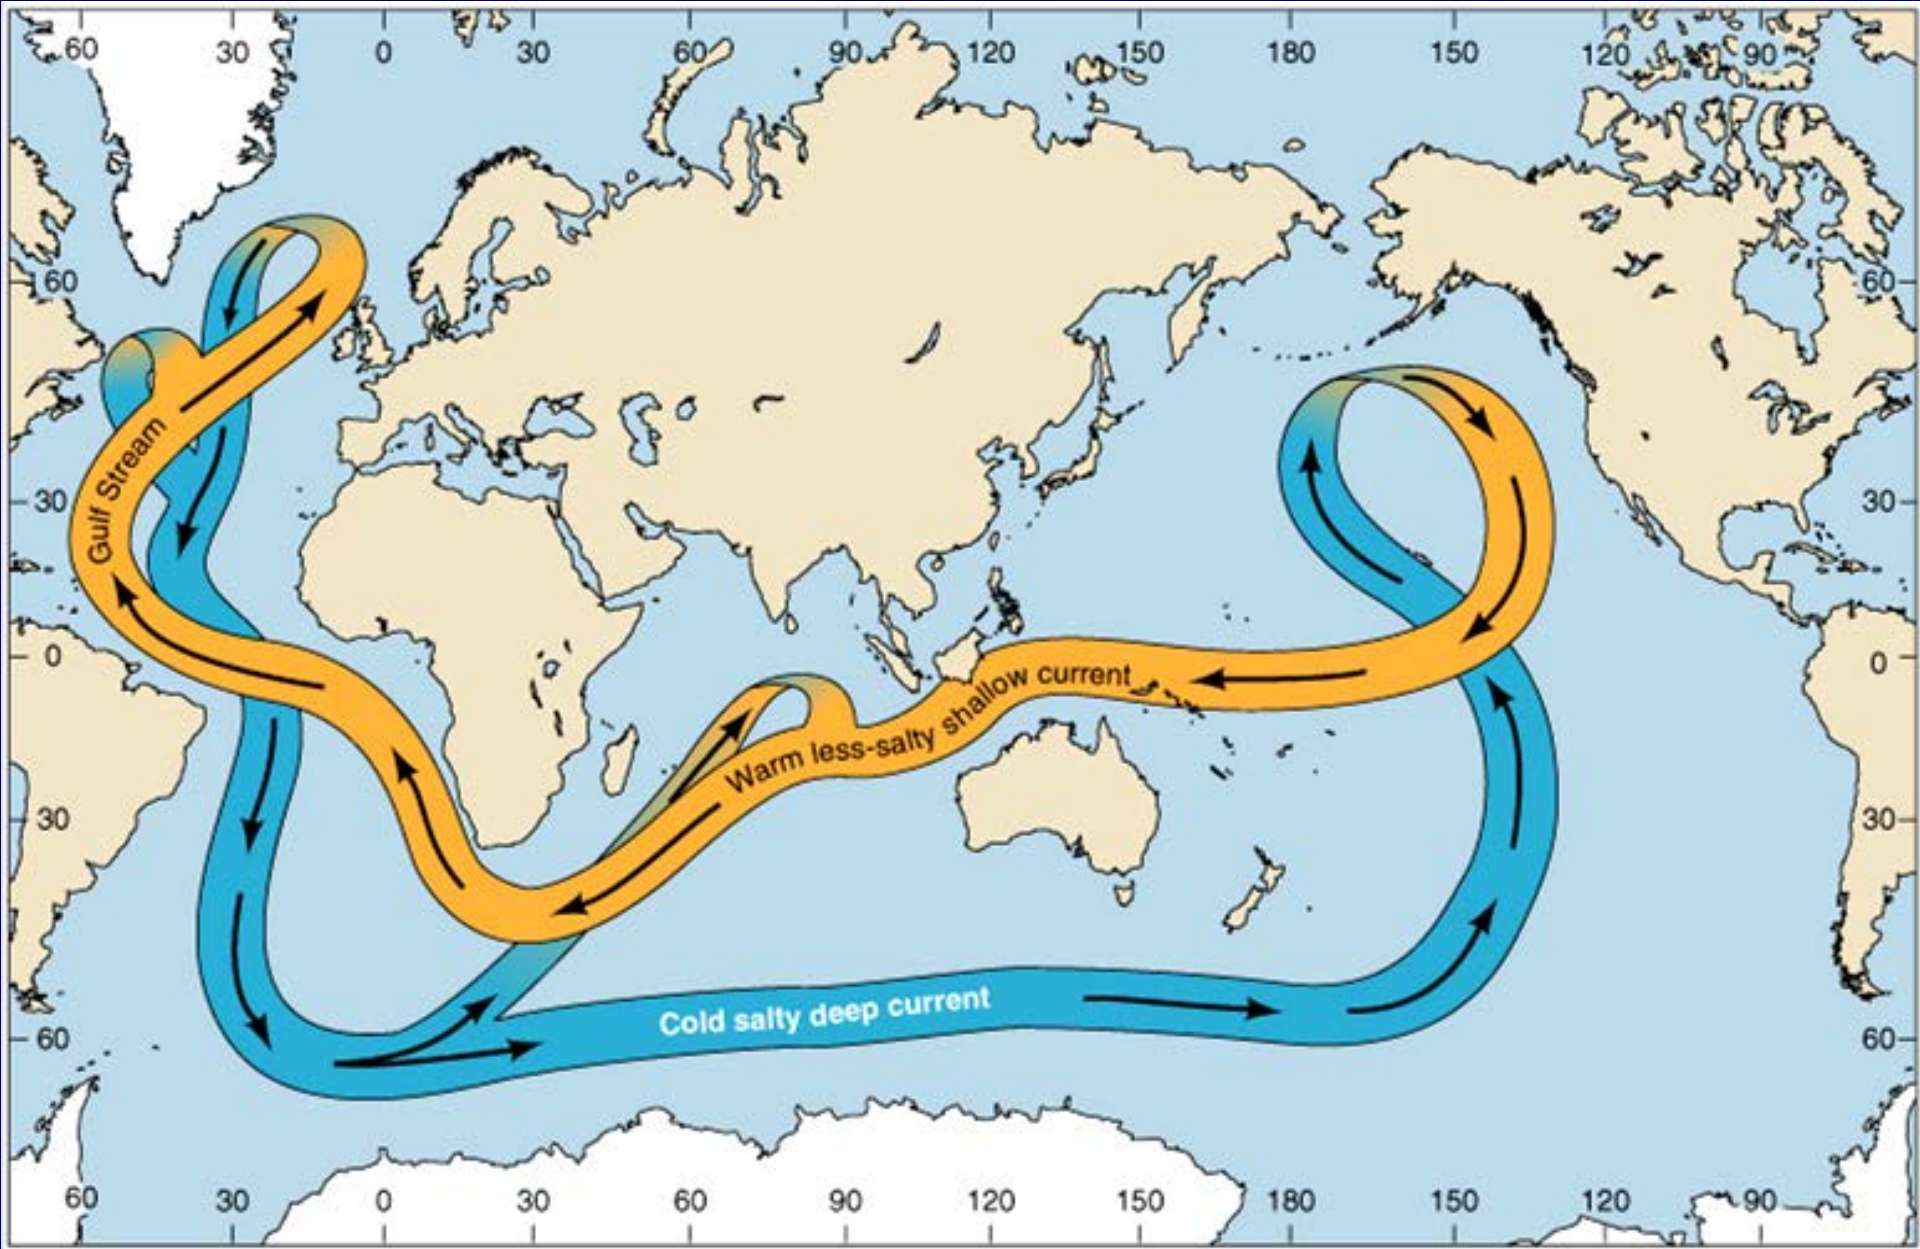 60 30 0 30 60 90 120 150 180 150 120 90
60 60
Gulf Stream
30 30
0 0
Warm less-salty shallow current
30 30
Cold salty deep current
60 60
60 30 0 30 60 90 120 150 180 150 120 90